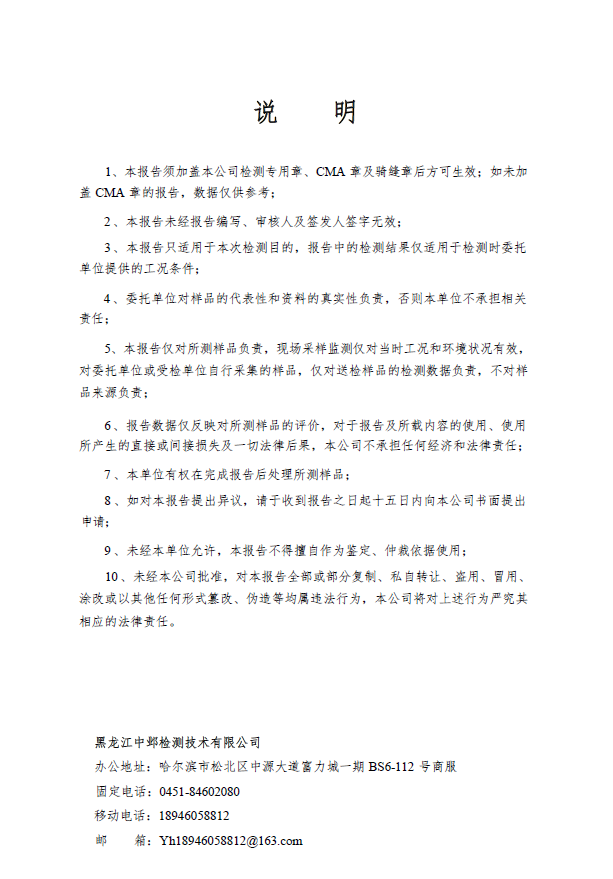 说 明
1、本报告须加盖本公司检测专用章、CMA 章及骑缝章后方可生效；如未加
盖 CMA 章的报告，数据仅供参考；
2、本报告未经报告编写、审核人及签发人签字无效；
3、本报告只适用于本次检测目的，报告中的检测结果仅适用于检测时委托
单位提供的工况条件；
4、委托单位对样品的代表性和资料的真实性负责，否则本单位不承担相关
责任；
5、本报告仅对所测样品负责，现场采样监测仅对当时工况和环境状况有效，
对委托单位或受检单位自行采集的样品，仅对送检样品的检测数据负责，不对样
品来源负责；
6、报告数据仅反映对所测样品的评价，对于报告及所载内容的使用、使用
所产生的直接或间接损失及一切法律后果，本公司不承担任何经济和法律责任；
7、本单位有权在完成报告后处理所测样品；
8、如对本报告提出异议，请于收到报告之日起十五日内向本公司书面提出
申请；
9、未经本单位允许，本报告不得擅自作为鉴定、仲裁依据使用；
10、未经本公司批准，对本报告全部或部分复制、私自转让、盗用、冒用、
涂改或以其他任何形式篡改、伪造等均属违法行为，本公司将对上述行为严究其
相应的法律责任。
黑龙江中邺检测技术有限公司
办公地址：哈尔滨市松北区中源大道富力城一期 BS6-112 号商服
固定电话：0451-84602080
移动电话：18946058812
邮 箱：Yh18946058812@163.com